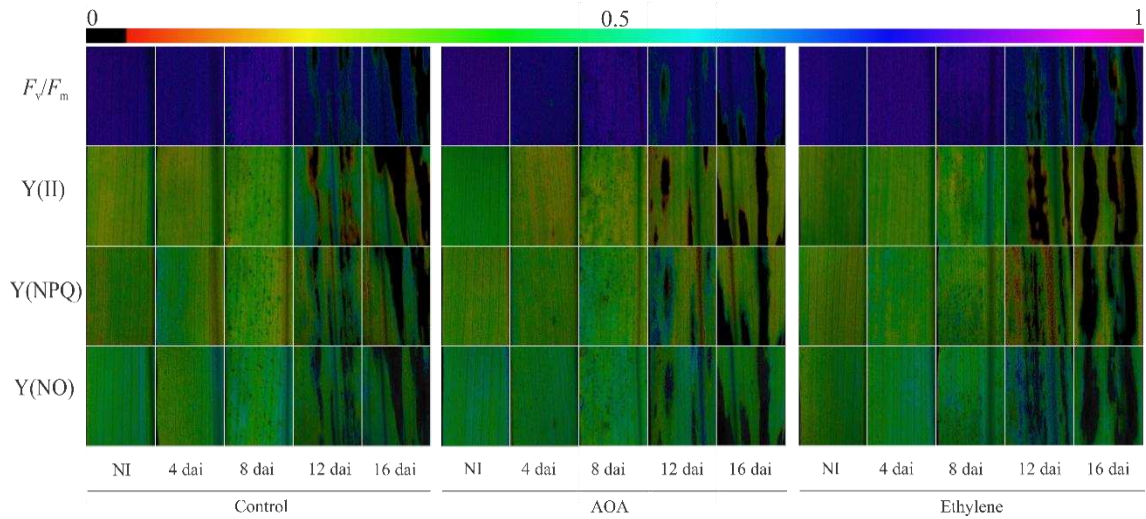 0 0.5 1
Fv/Fm
Y(II)
Y(NPQ)
Y(NO)
NI 4 dai 8 dai 12 dai 16 dai NI 4 dai 8 dai 12 dai 16 dai NI 4 dai 8 dai 12 dai 16 dai
Control AOA Ethylene